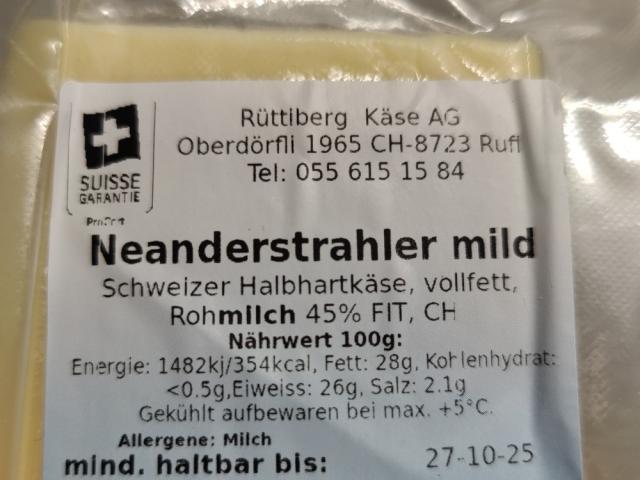 Rüttiberg Käse AG
Oberdörfli 1965 CH-8723 Rufi
Tel: 055 615 15 84
SUISSE
GARANTIE
Neanderstrahler mild
Schweizer Halbhartkäse, vollfett,
Rohmilch 45% FIT, CH
Nährwert 100g:
Energie: 1482kj/354kcal, Fett: 28g, Kohlenhydrat:
<0.5g,Eiweiss: 26g, Salz: 2.1g
Gekühlt aufbewaren bei max. +5°C.
Allergene: Milch
mind. haltbar bis: 27-10-25